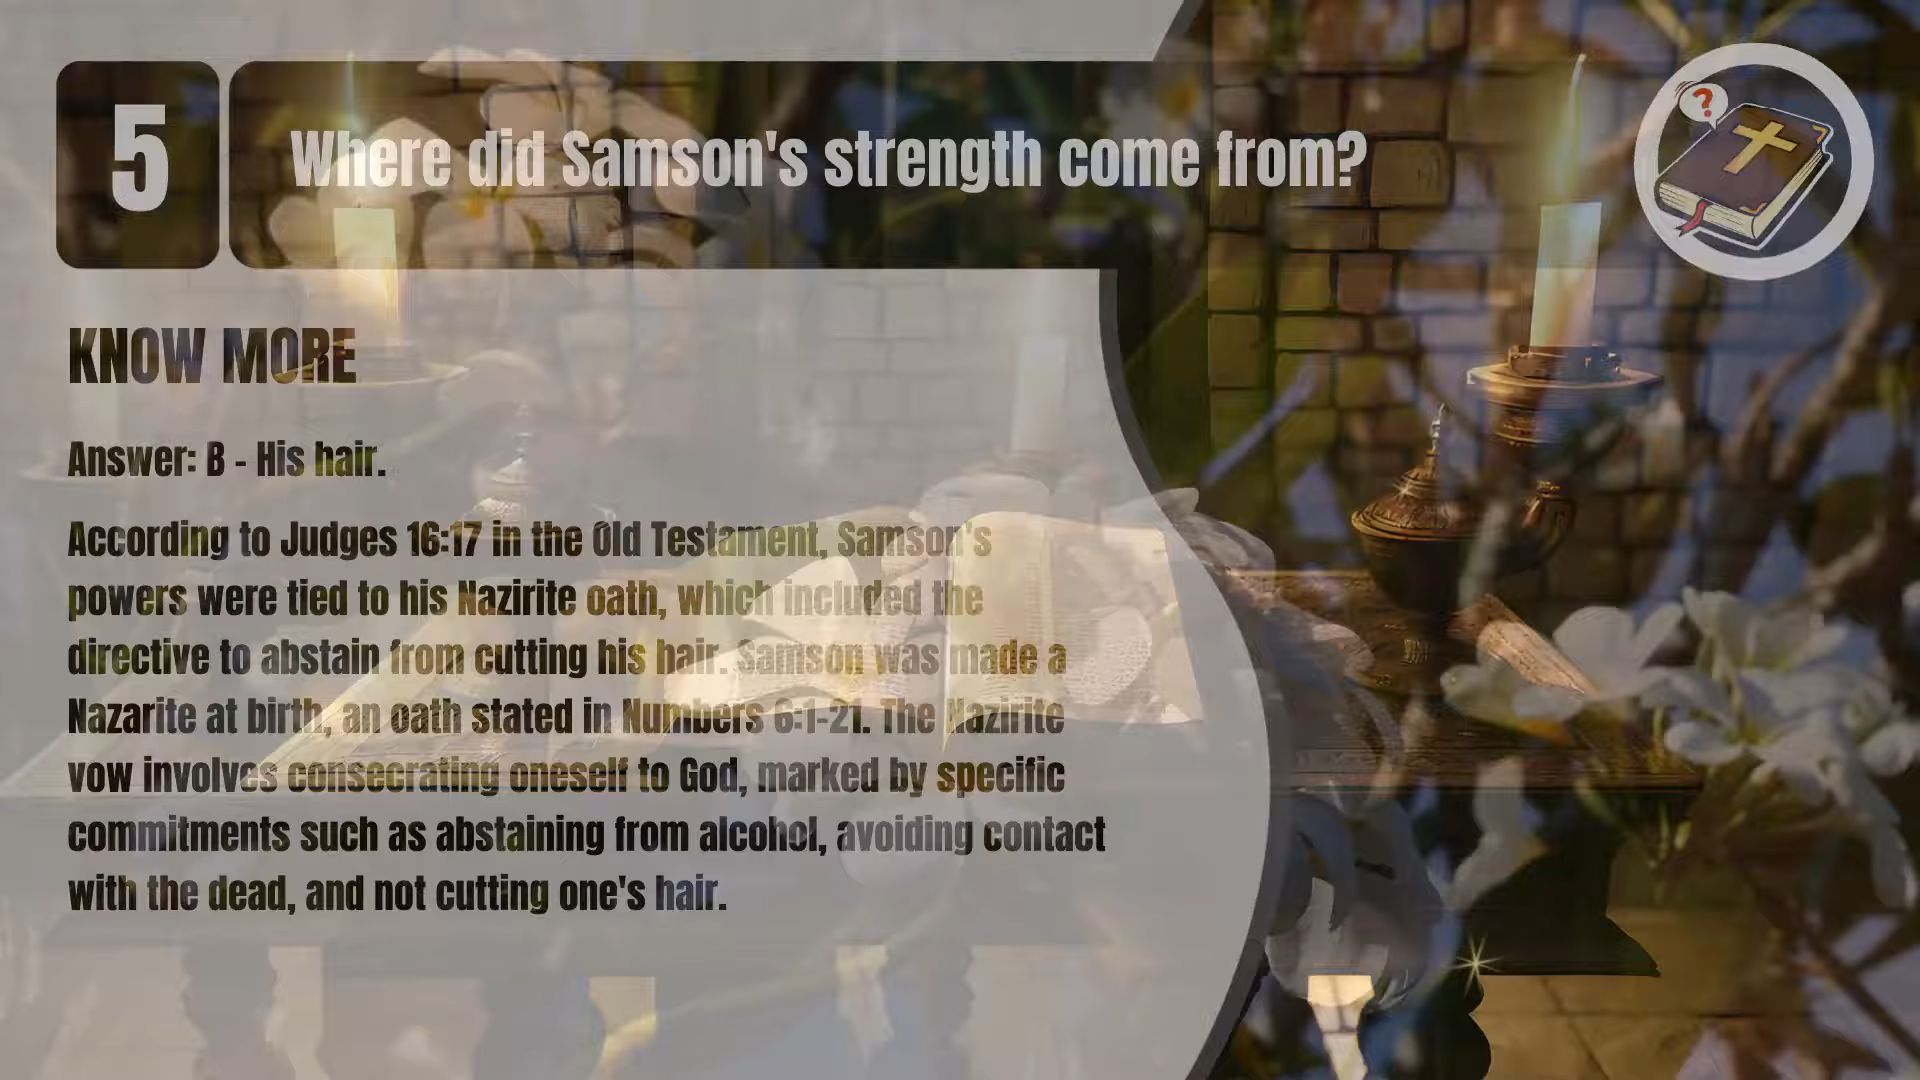 5
Where did Samson's strength come from?
?
KNOW MORE
Answer: B - His hair.
According to Judges 16:17 in the Old Testament, Samson's
powers were tied to his Nazirite oath, which included the
directive to abstain from cutting his hair. Samson was made a
Nazarite at birth, an oath stated in Numbers 6:1-21. The Nazirite
vow involves consecrating oneself to God, marked by specific
commitments such as abstaining from alcohol, avoiding contact
with the dead, and not cutting one's hair.